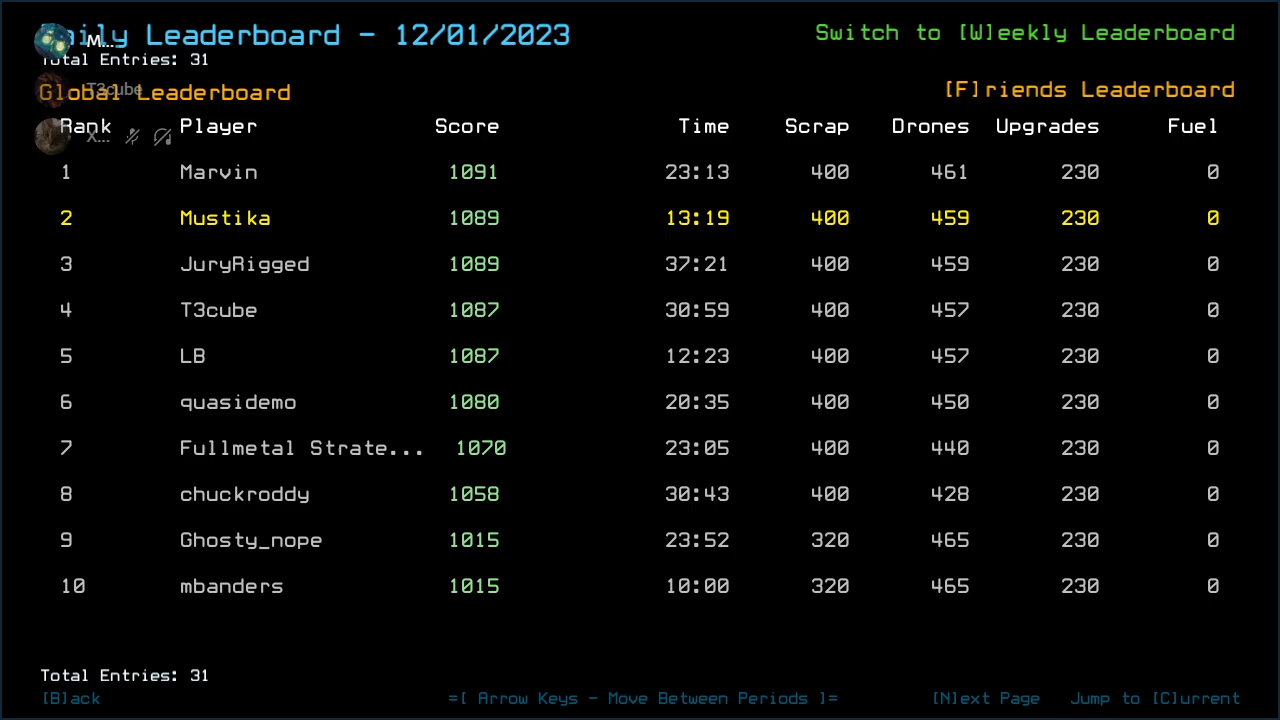 Daily Leaderboard - 12/01/2023
Switch to [W]eekly Leaderboard
M...
Total Entries: 31
T3cube
Global Leaderboard
[F]riends Leaderboard
X...
Rank Player Score Time Scrap Drones Upgrades Fuel
1 Marvin 1091 23:13 400 461 230 0
2 Mustika 1089 13:19 400 459 230 0
3 JuryRigged 1089 37:21 400 459 230 0
4 T3cube 1087 30:59 400 457 230 0
5 LB 1087 12:23 400 457 230 0
6 quasidemo 1080 20:35 400 450 230 0
7 Fullmetal Strate... 1070 23:05 400 440 230 0
8 chuckroddy 1058 30:43 400 428 230 0
9 Ghosty_nope 1015 23:52 320 465 230 0
10 mbanders 1015 10:00 320 465 230 0
Total Entries: 31
[B]ack =[ Arrow Keys - Move Between Periods ]= [N]ext Page Jump to [C]urrent